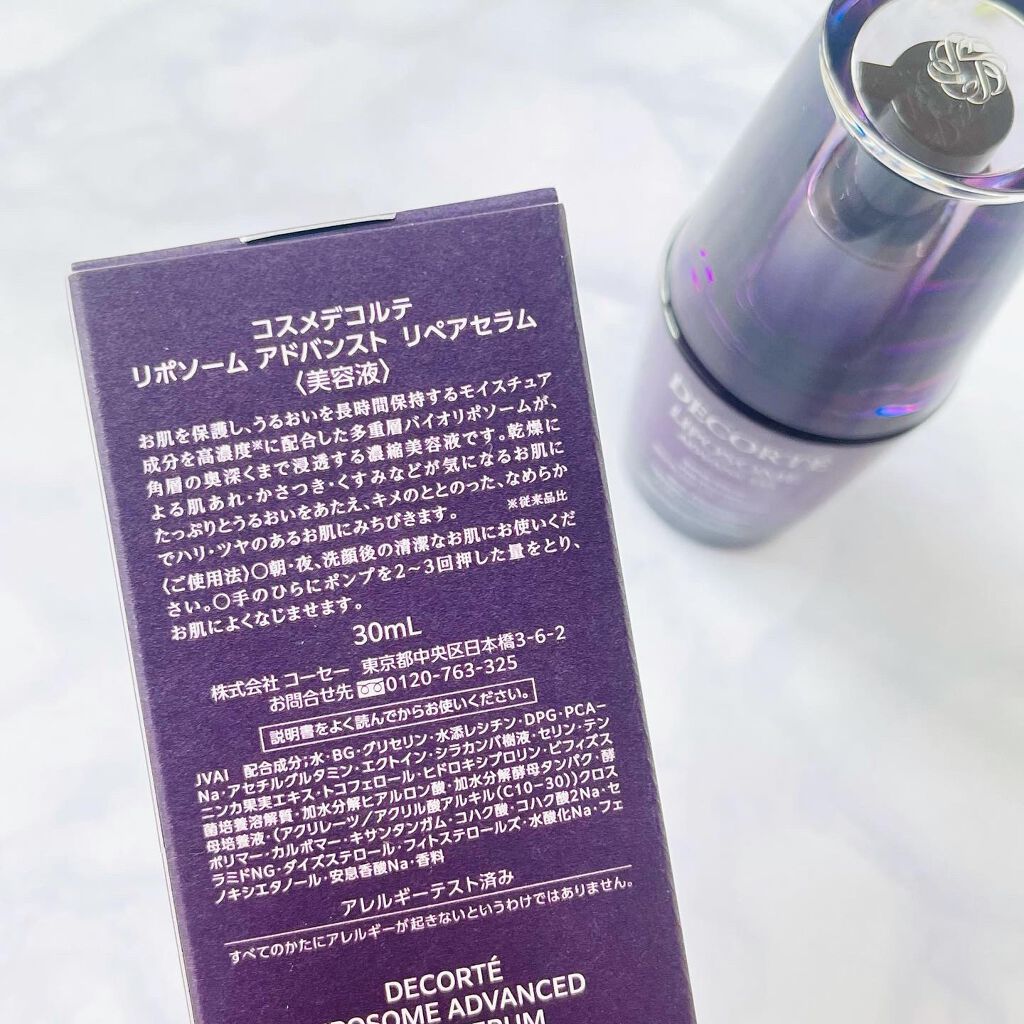 コスメデコルテ
リポソーム アドバンスト リペアセラム
〈美容液〉
お肌を保護し、うるおいを長時間保持するモイスチュア
成分を高濃度※に配合した多重層バイオリポソームが、
角層の奥深くまで浸透する濃縮美容液です。乾燥に
よる肌あれ・かさつき・くすみなどが気になるお肌に
たっぷりとうるおいをあたえ、キメのととのった、なめらか
でハリ・ツヤのあるお肌にみちびきます。 ※従来品比
〈ご使用法〉○朝・夜、洗顔後の清潔なお肌にお使いくだ
さい。○手のひらにポンプを2~3回押した量をとり、
お肌によくなじませます。
30mL
株式会社 コーセー 東京都中央区日本橋3-6-2
お問合せ先 0120-763-325
説明書をよく読んでからお使いください。
JVAI 配合成分;水・BG・グリセリン・水添レシチン・DPG・PCA-
Na・アセチルグルタミン・エクトイン・シラカンバ樹液・セリン・テン
ニンカ果実エキス・トコフェロール・ヒドロキシプロリン・ビフィズス
菌培養溶解質・加水分解ヒアルロン酸・加水分解酵母タンパク・酵
母培養液・(アクリレーツ/アクリル酸アルキル(C10-30))クロス
ポリマー・カルボマー・キサンタンガム・コハク酸・コハク酸2Na・セ
ラミドNG・ダイズステロール・フィトステロールズ・水酸化Na・フェ
ノキシエタノール・安息香酸Na・香料
アレルギーテスト済み
すべてのかたにアレルギーが起きないというわけではありません。
DECORTÉ
LIPOSOME ADVANCED
SERUM
DECORTÉ
LIPOSOME